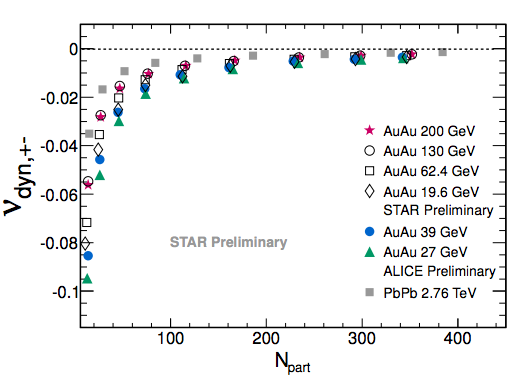 0
-0.02
-0.04
-0.06
-0.08
-0.1
νdyn,+-
AuAu 200 GeV
AuAu 130 GeV
AuAu 62.4 GeV
AuAu 19.6 GeV
STAR Preliminary
AuAu 39 GeV
AuAu 27 GeV
ALICE Preliminary
PbPb 2.76 TeV
STAR Preliminary
100 200 300 400
Npart